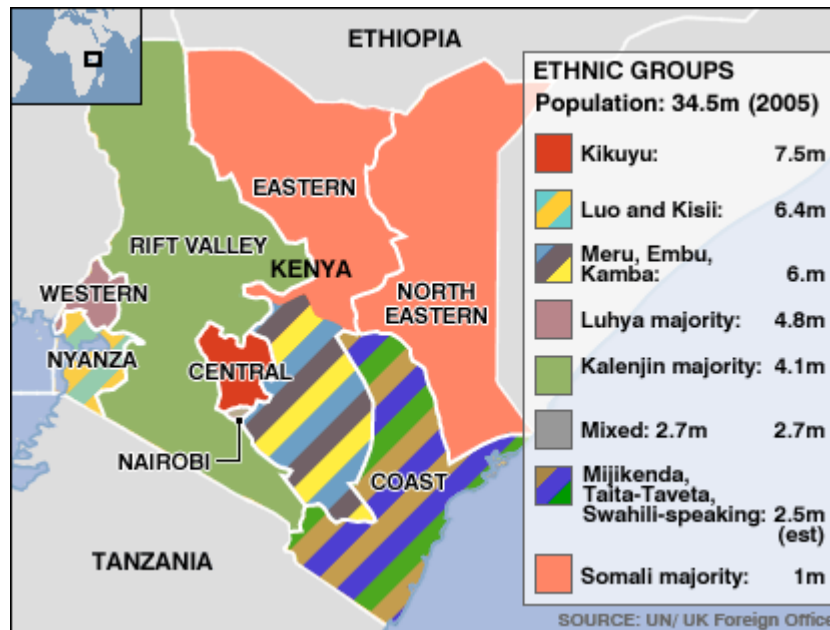 ETHIOPIA
EASTERN
RIFT VALLEY
KENYA
WESTERN
NORTH
EASTERN
NYANZA
CENTRAL
NAIROBI
COAST
TANZANIA
ETHNIC GROUPS
Population: 34.5m (2005)
Kikuyu: 7.5m
Luo and Kisii: 6.4m
Meru, Embu,
Kamba: 6.m
Luhya majority: 4.8m
Kalenjin majority: 4.1m
Mixed: 2.7m 2.7m
Mijikenda,
Taita-Taveta,
Swahili-speaking: 2.5m
(est)
Somali majority: 1m
SOURCE: UN/ UK Foreign Office